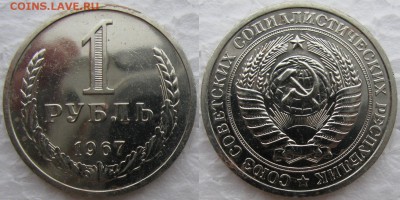 COINS.LAVE.RU
1
РУБЛЬ
1967
СОЮЗ СОВЕТСКИХ СОЦИАЛИСТИЧЕСКИХ РЕСПУБЛИК